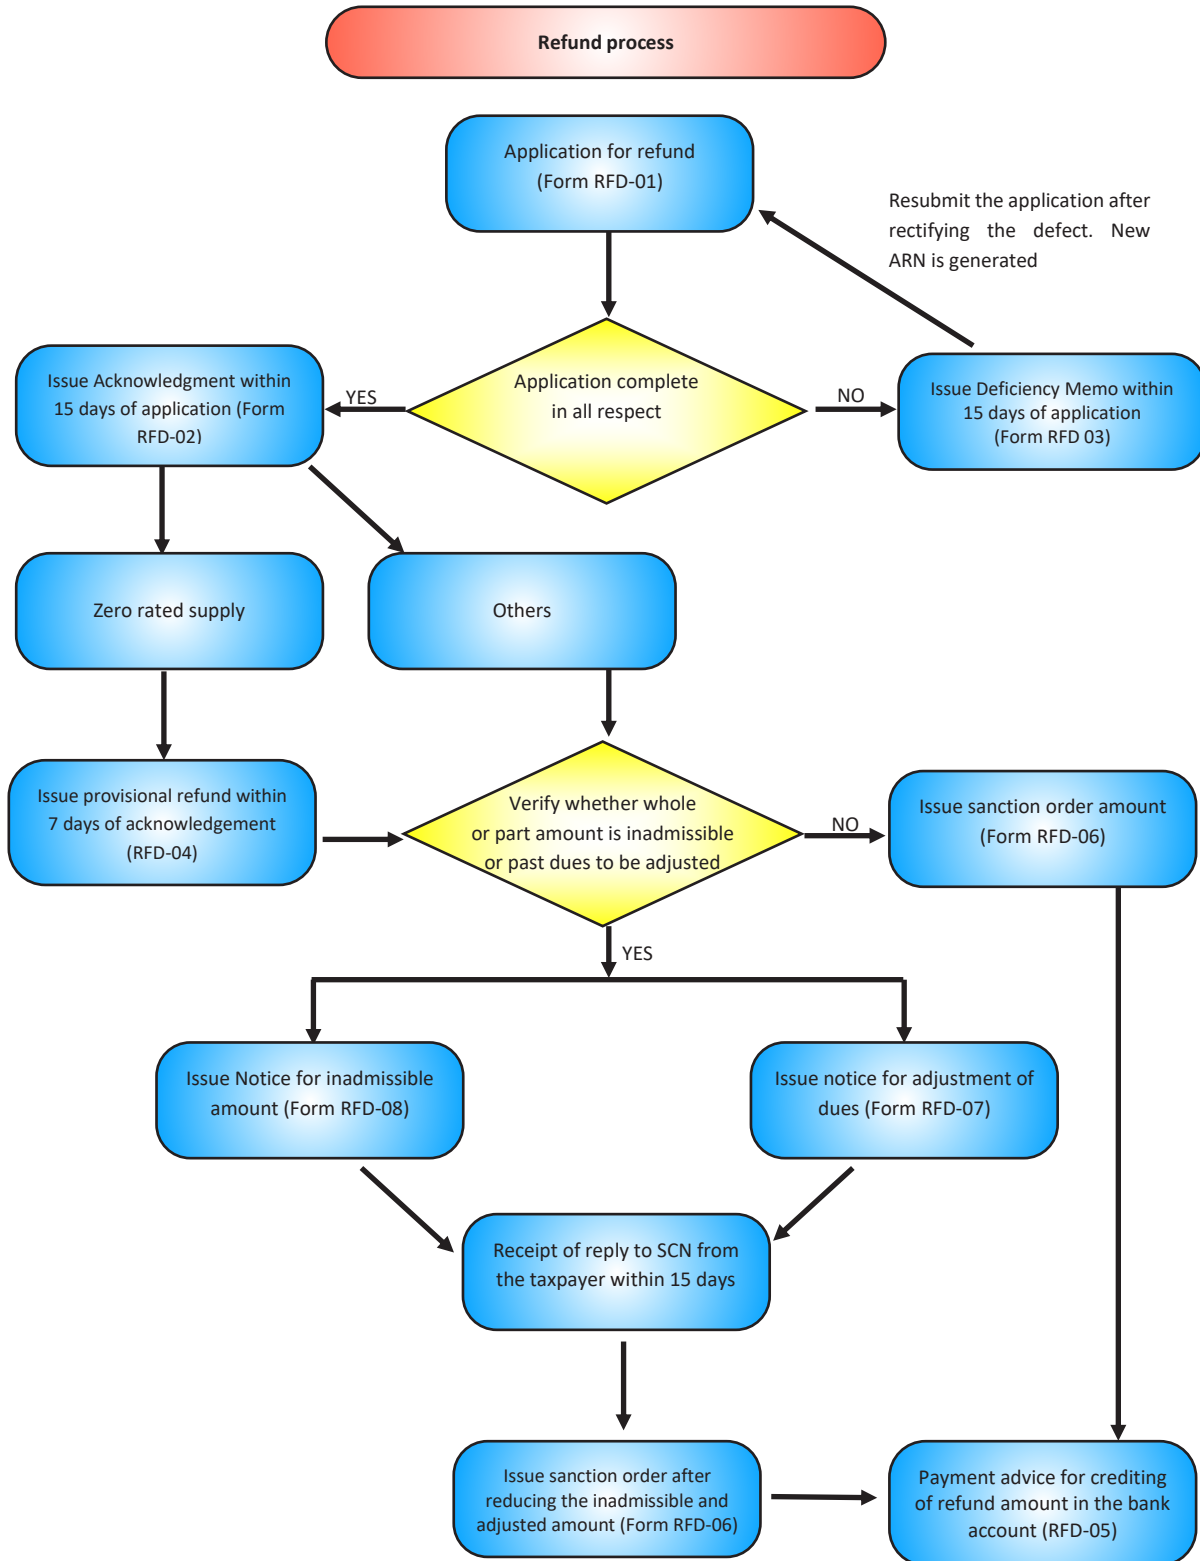 Refund process
Application for refund
(Form RFD-01)
Resubmit the application after
rectifying the defect. New
ARN is generated
Issue Acknowledgment within
15 days of application (Form
RFD-02)
YES
Application complete
in all respect
NO
Issue Deficiency Memo within
15 days of application
(Form RFD 03)
Zero rated supply
Others
Issue provisional refund within
7 days of acknowledgement
(RFD-04)
Verify whether whole
or part amount is inadmissible
or past dues to be adjusted
NO
Issue sanction order amount
(Form RFD-06)
YES
Issue Notice for inadmissible
amount (Form RFD-08)
Issue notice for adjustment of
dues (Form RFD-07)
Receipt of reply to SCN from
the taxpayer within 15 days
Issue sanction order after
reducing the inadmissible and
adjusted amount (Form RFD-06)
Payment advice for crediting
of refund amount in the bank
account (RFD-05)